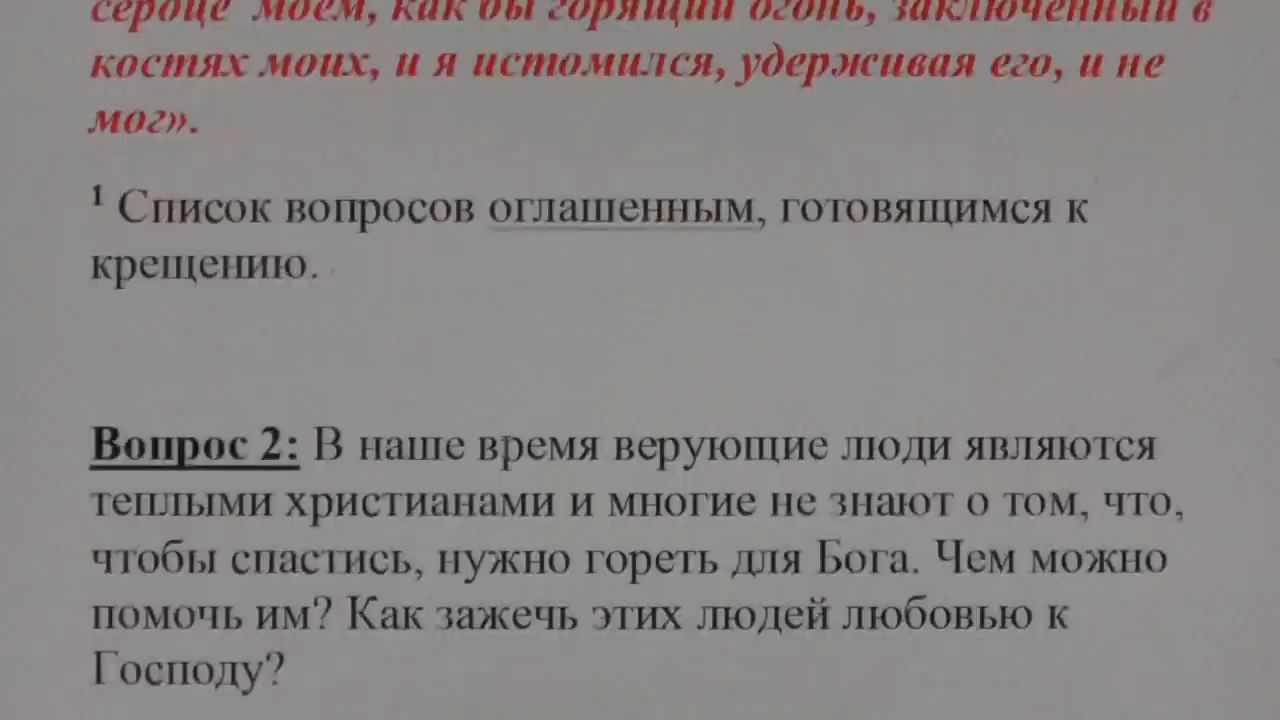 сердце моем, как бы горящий огонь, заключенный в
костях моих, и я истомился, удерживая его, и не
мог».
¹ Список вопросов оглашенным, готовящимся к
крещению.
Вопрос 2: В наше время верующие люди являются
теплыми христианами и многие не знают о том, что,
чтобы спастись, нужно гореть для Бога. Чем можно
помочь им? Как зажечь этих людей любовью к
Господу?